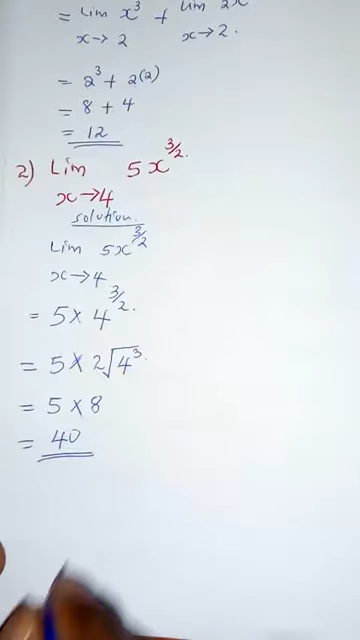 = Lim x³ + Lim 2x
x→2 x→2.
= 2³ + 2(2)
= 8 + 4
= 12
2) Lim 5x^3/2.
x→4
solution.
Lim 5x^3/2
x→4
= 5 × 4^3/2.
= 5 × 2√4³.
= 5 × 8
= 40